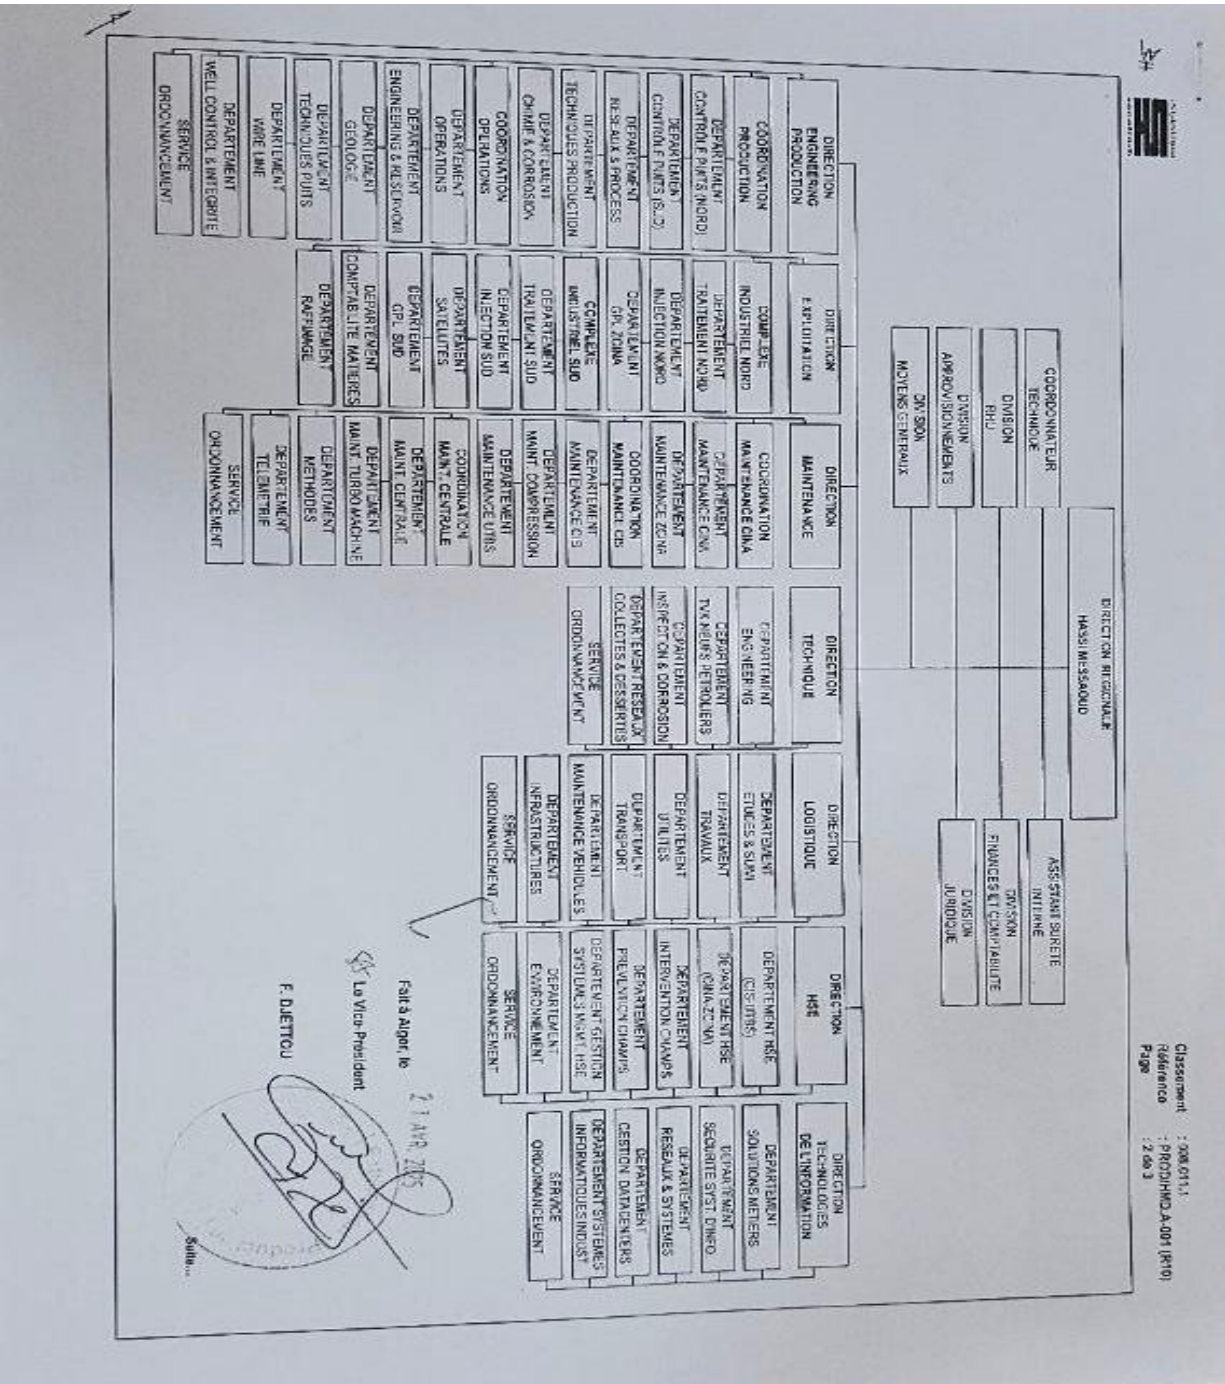 Classement : 008.011.1
Référence : PROD/HMD.A-001 (R10)
Page : 2 de 3
DIRECTION REGIONALE
HASSI MESSAOUD
COORDONNATEUR
TECHNIQUE
ASSISTANT SURETE
INTERNE
DIVISION
RHU
DIVISION
FINANCES ET COMPTABILITE
DIVISION
APPROVISIONNEMENTS
DIVISION
JURIDIQUE
DIVISION
MOYENS GENERAUX
DIRECTION
ENGINEERING
PRODUCTION
COORDINATION
PRODUCTION
DEPARTEMENT
CONTROLE PUITS (NORD)
DEPARTEMENT
CONTROLE PUITS (SUD)
DEPARTEMENT
RESEAUX & PROCESS
DEPARTEMENT
TECHNIQUES PRODUCTION
DEPARTEMENT
CHIMIE & CORROSION
COORDINATION
OPERATIONS
DEPARTEMENT
OPERATIONS
DEPARTEMENT
ENGINEERING & RESERVOIR
DEPARTEMENT
GEOLOGIE
DEPARTEMENT
TECHNIQUES PUITS
DEPARTEMENT
WIRE LINE
DEPARTEMENT
WELL CONTROL & INTEGRITE
SERVICE
ORDONNANCEMENT
DIRECTION
EXPLOITATION
COMPLEXE
INDUSTRIEL NORD
DEPARTEMENT
TRAITEMENT NORD
DEPARTEMENT
INJECTION NORD
DEPARTEMENT
GPL ZCINA
COMPLEXE
INDUSTRIEL SUD
DEPARTEMENT
TRAITEMENT SUD
DEPARTEMENT
INJECTION SUD
DEPARTEMENT
SATELLITES
DEPARTEMENT
GPL SUD
DEPARTEMENT
COMPTABILITE MATIERES
DEPARTEMENT
RAFFINAGE
DIRECTION
MAINTENANCE
COORDINATION
MAINTENANCE CINA
DEPARTEMENT
MAINTENANCE CINA
DEPARTEMENT
MAINTENANCE ZCINA
COORDINATION
MAINTENANCE CIS
DEPARTEMENT
MAINTENANCE CIS
DEPARTEMENT
MAINT. COMPRESSION
DEPARTEMENT
MAINTENANCE UTBS
COORDINATION
MAINT. CENTRALE
DEPARTEMENT
MAINT. CENTRALE
DEPARTEMENT
MAINT. TURBOMACHINE
DEPARTEMENT
METHODES
DEPARTEMENT
TELEMETRIE
SERVICE
ORDONNANCEMENT
DIRECTION
TECHNIQUE
DEPARTEMENT
ENGINEERING
DEPARTEMENT
TVX NEUFS PETROLIERS
DEPARTEMENT
INSPECTION & CORROSION
DEPARTEMENT RESEAUX
COLLECTES & DESSERTES
SERVICE
ORDONNANCEMENT
DIRECTION
LOGISTIQUE
DEPARTEMENT
ETUDES & SUIVI
DEPARTEMENT
TRAVAUX
DEPARTEMENT
UTILITES
DEPARTEMENT
TRANSPORT
DEPARTEMENT
MAINTENANCE VEHICULES
DEPARTEMENT
INFRASTRUCTURES
SERVICE
ORDONNANCEMENT
DIRECTION
HSE
DEPARTEMENT HSE
(CIS-UTBS)
DEPARTEMENT HSE
(CINA-ZCINA)
DEPARTEMENT
INTERVENTION CHAMPS
DEPARTEMENT
PREVENTION CHAMPS
DEPARTEMENT GESTION
SYSTEMES MGMT. HSE
DEPARTEMENT
ENVIRONNEMENT
SERVICE
ORDONNANCEMENT
DIRECTION
TECHNOLOGIES
DE L'INFORMATION
DEPARTEMENT
SOLUTIONS METIERS
DEPARTEMENT
SECURITE SYST. D'INFO
DEPARTEMENT
RESEAUX & SYSTEMES
DEPARTEMENT
GESTION DATACENTERS
DEPARTEMENT SYSTEMES
INFORMATIQUES INDUST
SERVICE
ORDONNANCEMENT
Fait à Alger, le
Le Vice-Président
F. DJETTOU
Suite...